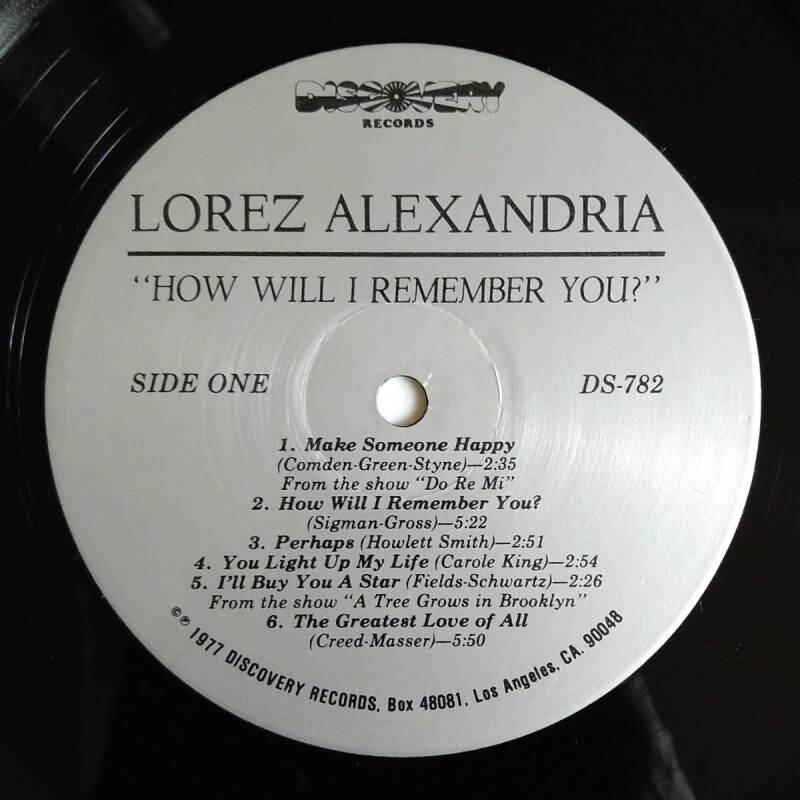 DISCOVERY
RECORDS
LOREZ ALEXANDRIA
"HOW WILL I REMEMBER YOU?"
SIDE ONE DS-782
1. Make Someone Happy
(Comden-Green-Styne)—2:35
From the show "Do Re Mi"
2. How Will I Remember You?
(Sigman-Gross)—5:22
3. Perhaps (Howlett Smith)—2:51
4. You Light Up My Life (Carole King)—2:54
5. I'll Buy You A Star (Fields-Schwartz)—2:26
From the show "A Tree Grows in Brooklyn"
6. The Greatest Love of All
(Creed-Masser)—5:50
©℗ 1977 DISCOVERY RECORDS, Box 48081, Los Angeles, CA. 90048